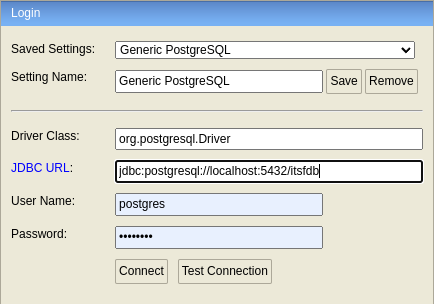 Login
Saved Settings: Generic PostgreSQL
Setting Name: Generic PostgreSQL Save Remove
Driver Class: org.postgresql.Driver
JDBC URL: jdbc:postgresql://localhost:5432/itsfdb
User Name: postgres
Password: ••••••••
Connect Test Connection